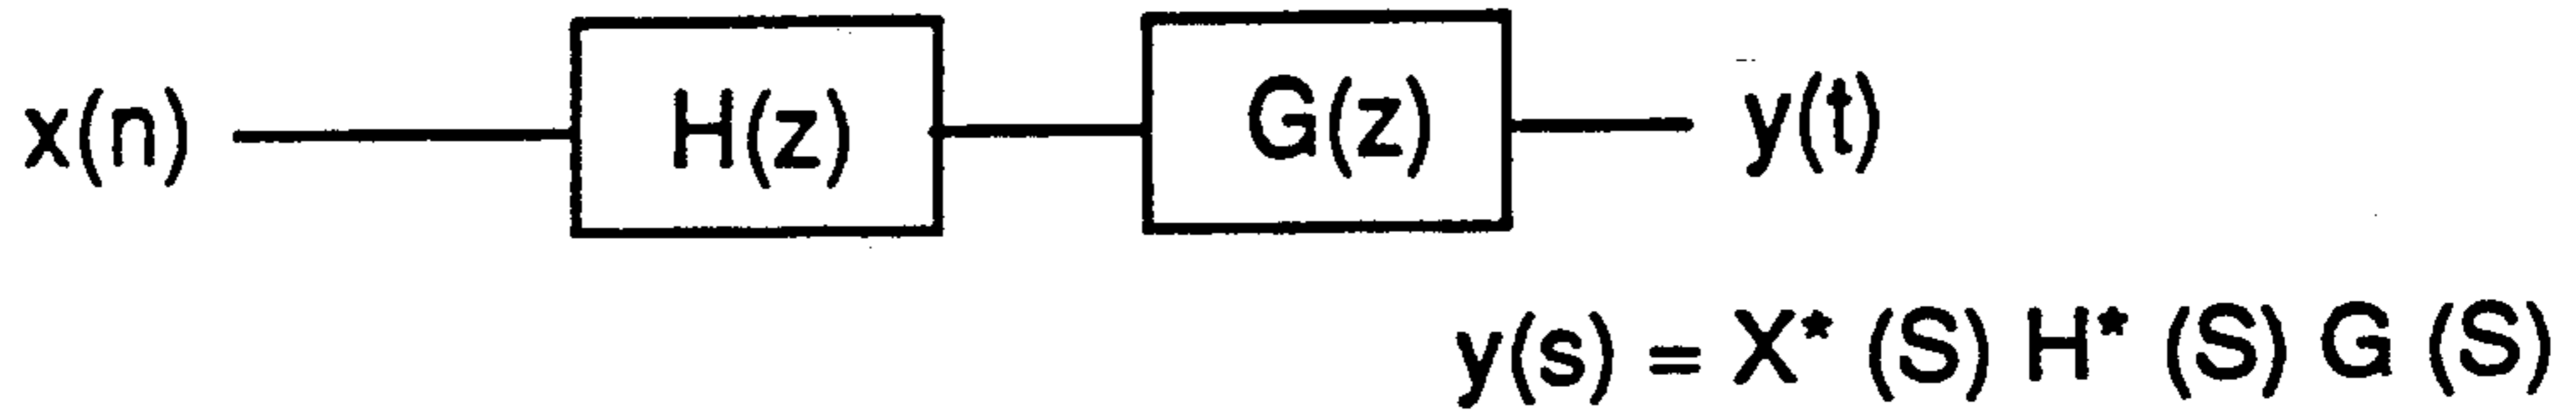 x(n) H(z) G(z) y(t)
y(s) = X* (S) H* (S) G (S)